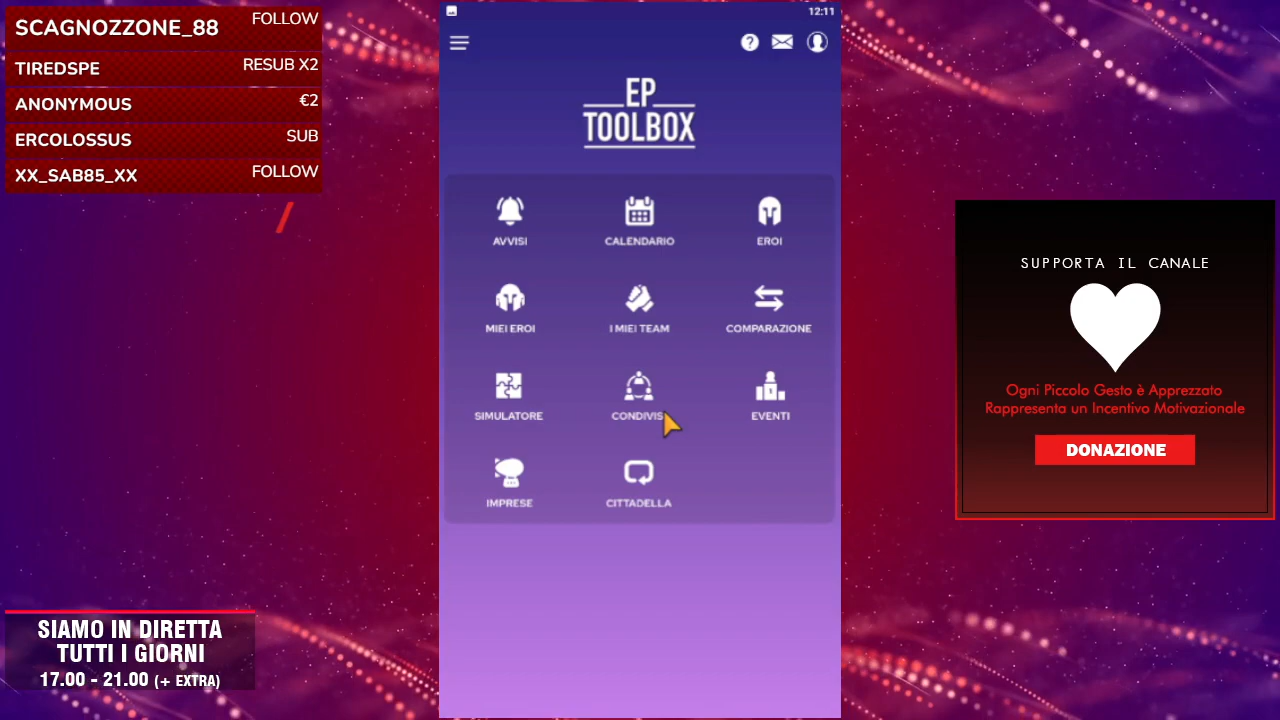 SCAGNOZZONE_88 FOLLOW
TIREDSPE RESUB X2
ANONYMOUS €2
ERCOLOSSUS SUB
XX_SAB85_XX FOLLOW
12:11
?
EP
TOOLBOX
AVVISI CALENDARIO EROI
MIEI EROI I MIEI TEAM COMPARAZIONE
SIMULATORE CONDIVIS EVENTI
IMPRESE CITTADELLA
SUPPORTA IL CANALE
Ogni Piccolo Gesto è Apprezzato
Rappresenta un Incentivo Motivazionale
DONAZIONE
SIAMO IN DIRETTA
TUTTI I GIORNI
17.00 - 21.00 (+ EXTRA)